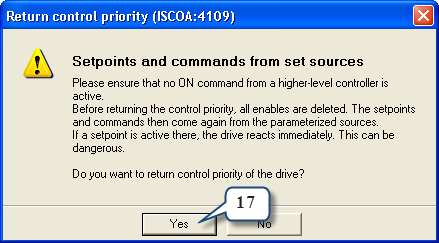 Return control priority (ISCOA:4109)
Setpoints and commands from set sources
Please ensure that no ON command from a higher-level controller is
active.
Before returning the control priority, all enables are deleted. The setpoints
and commands then come again from the parameterized sources.
If a setpoint is active there, the drive reacts immediately. This can be
dangerous.
Do you want to return control priority of the drive?
17
Yes
No